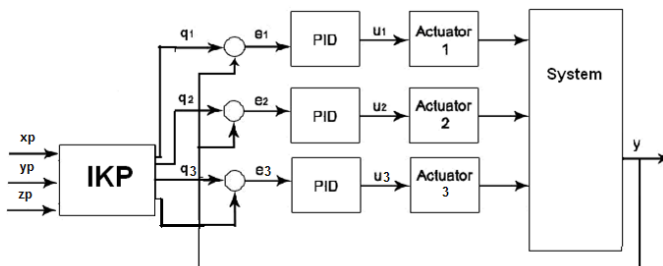 q1
e1
PID
u1
Actuator
1
System
q2
e2
PID
u2
Actuator
2
xp
yp
zp
IKP
q3
e3
PID
u3
Actuator
3
y